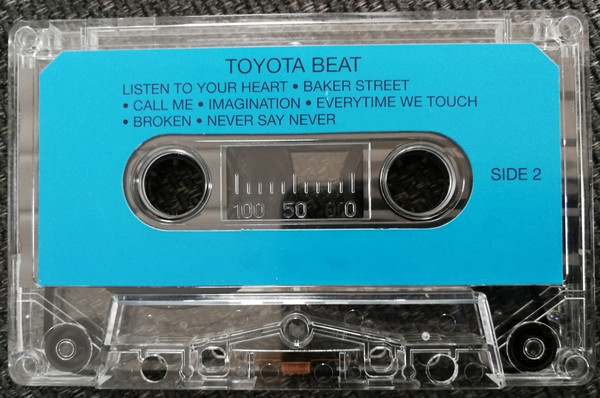 TOYOTA BEAT
LISTEN TO YOUR HEART • BAKER STREET
• CALL ME • IMAGINATION • EVERYTIME WE TOUCH
• BROKEN • NEVER SAY NEVER
SIDE 2
100 50 0